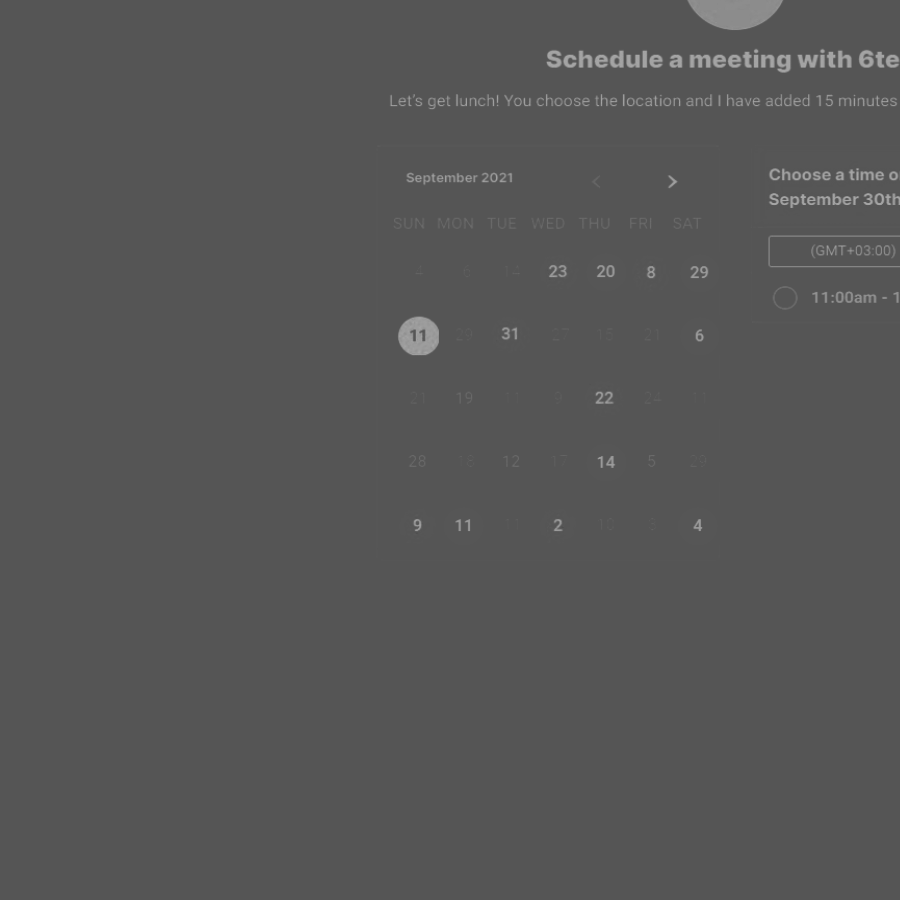 Schedule a meeting with 6te
Let's get lunch! You choose the location and I have added 15 minutes
September 2021
SUN MON TUE WED THU FRI SAT
4 6 14 23 20 8 29
11 29 31 27 15 21 6
21 19 11 9 22 24 11
28 18 12 17 14 5 20
9 11 2 10 3 4
Choose a time o
September 30th
(GMT+03:00)
11:00am - 1